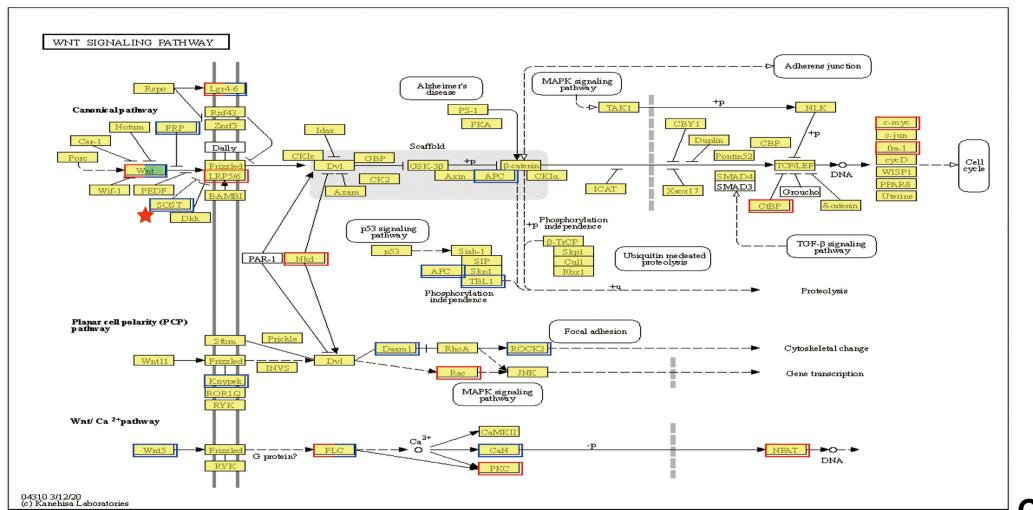 WNT SIGNALING PATHWAY
Rspo
Lgr4-6
Rnf43
Znrf3
Canonical pathway
Notum
FRP
Cer-1
Porc
Dally
Wnt
Frizzled
LRP5/6
Wif-1
PEDF
BAMBI
SOST
Dkk
Idax
CKIε
Dvl
GBP
CK2
Axam
Scaffold
GSK-3β
+p
β-catenin
Axin
APC
CKIα
Alzheimer's
disease
PS-1
PKA
MAPK signaling
pathway
Adherens junction
TAK1
+p
NLK
+p
CBY1
Duplin
ICAT
Xsox17
Pontin52
CBP
SMAD4
SMAD3
TCF/LEF
Groucho
CtBP
δ-catenin
DNA
c-myc
c-jun
fra-1
cycD
WISP1
PPARδ
Uterine
Cell
cycle
TGF-β signaling
pathway
PAR-1
Nkd
p53 signaling
pathway
p53
Siah-1
SIP
APC
Skp1
TBL1
Phosphorylation
independence
+p
Phosphorylation
independence
β-TrCP
Skp1
Cul1
Rbx1
Ubiquitin mediated
proteolysis
+u
Proteolysis
Planar cell polarity (PCP)
pathway
Wnt11
Stbm
Prickle
Frizzled
INVS
Knypek
ROR1/2
RYK
Dvl
Daam1
RhoA
ROCK2
Rac
JNK
Focal adhesion
MAPK signaling
pathway
Cytoskeletal change
Gene transcription
Wnt/ Ca 2+pathway
Wnt5
Frizzled
RYK
G protein?
PLC
Ca2+
CaMKII
CaN
PKC
-p
NFAT
DNA
04310 3/12/20
(c) Kanehisa Laboratories